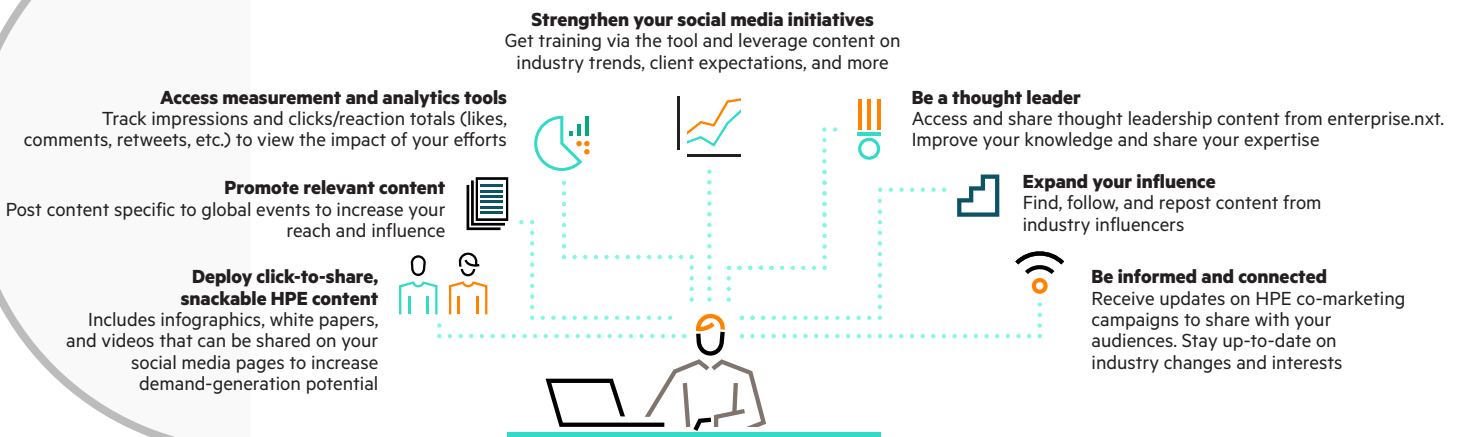 Strengthen your social media initiatives
Get training via the tool and leverage content on
industry trends, client expectations, and more
Access measurement and analytics tools
Track impressions and clicks/reaction totals (likes,
comments, retweets, etc.) to view the impact of your efforts
Promote relevant content
Post content specific to global events to increase your
reach and influence
Deploy click-to-share,
snackable HPE content
Includes infographics, white papers,
and videos that can be shared on your
social media pages to increase
demand-generation potential
Be a thought leader
Access and share thought leadership content from enterprise.nxt.
Improve your knowledge and share your expertise
Expand your influence
Find, follow, and repost content from
industry influencers
Be informed and connected
Receive updates on HPE co-marketing
campaigns to share with your
audiences. Stay up-to-date on
industry changes and interests